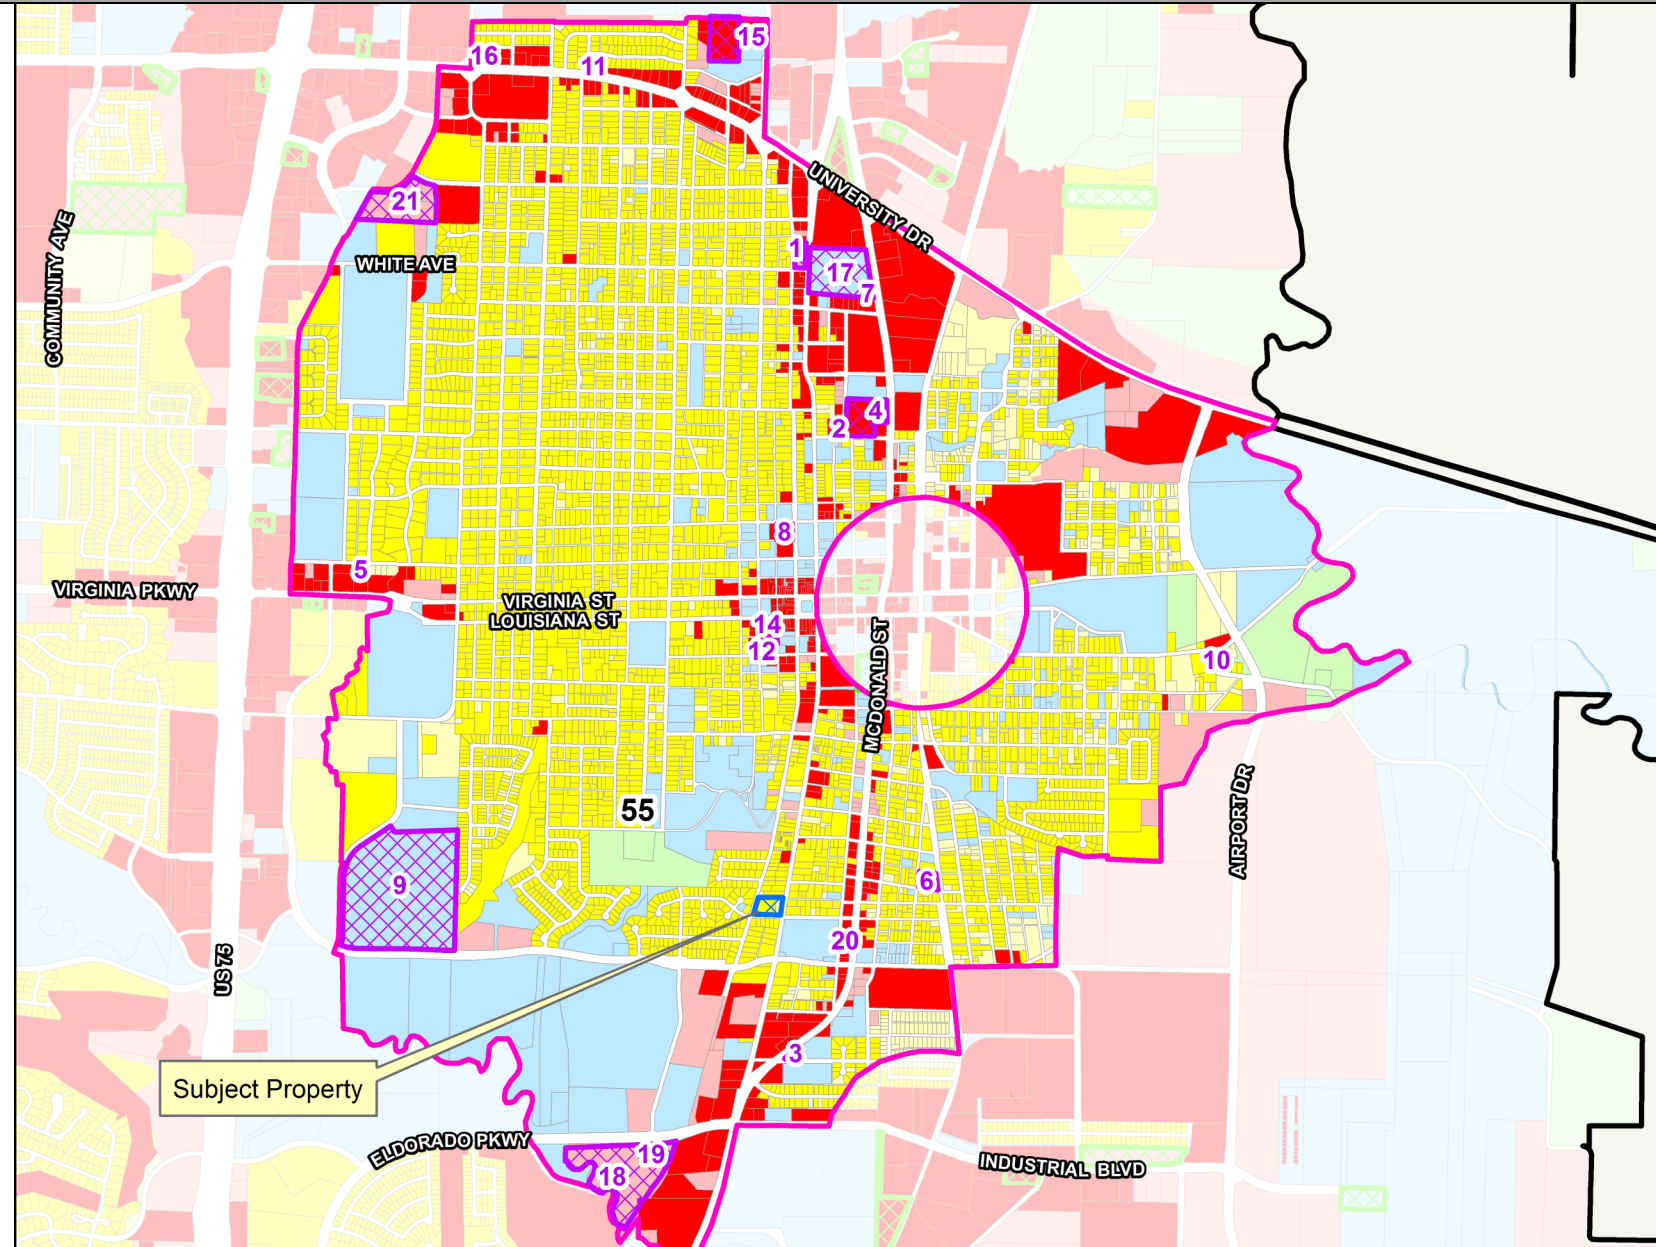 15
16
11
UNIVERSITY DR
21
COMMUNITY AVE
WHITE AVE
1
17
7
4
2
8
5
VIRGINIA PKWY
VIRGINIA ST
LOUISIANA ST
14
12
10
MCDONALD ST
55
AIRPORT DR
9
6
20
US 75
3
Subject Property
ELDORADO PKWY
19
18
INDUSTRIAL BLVD